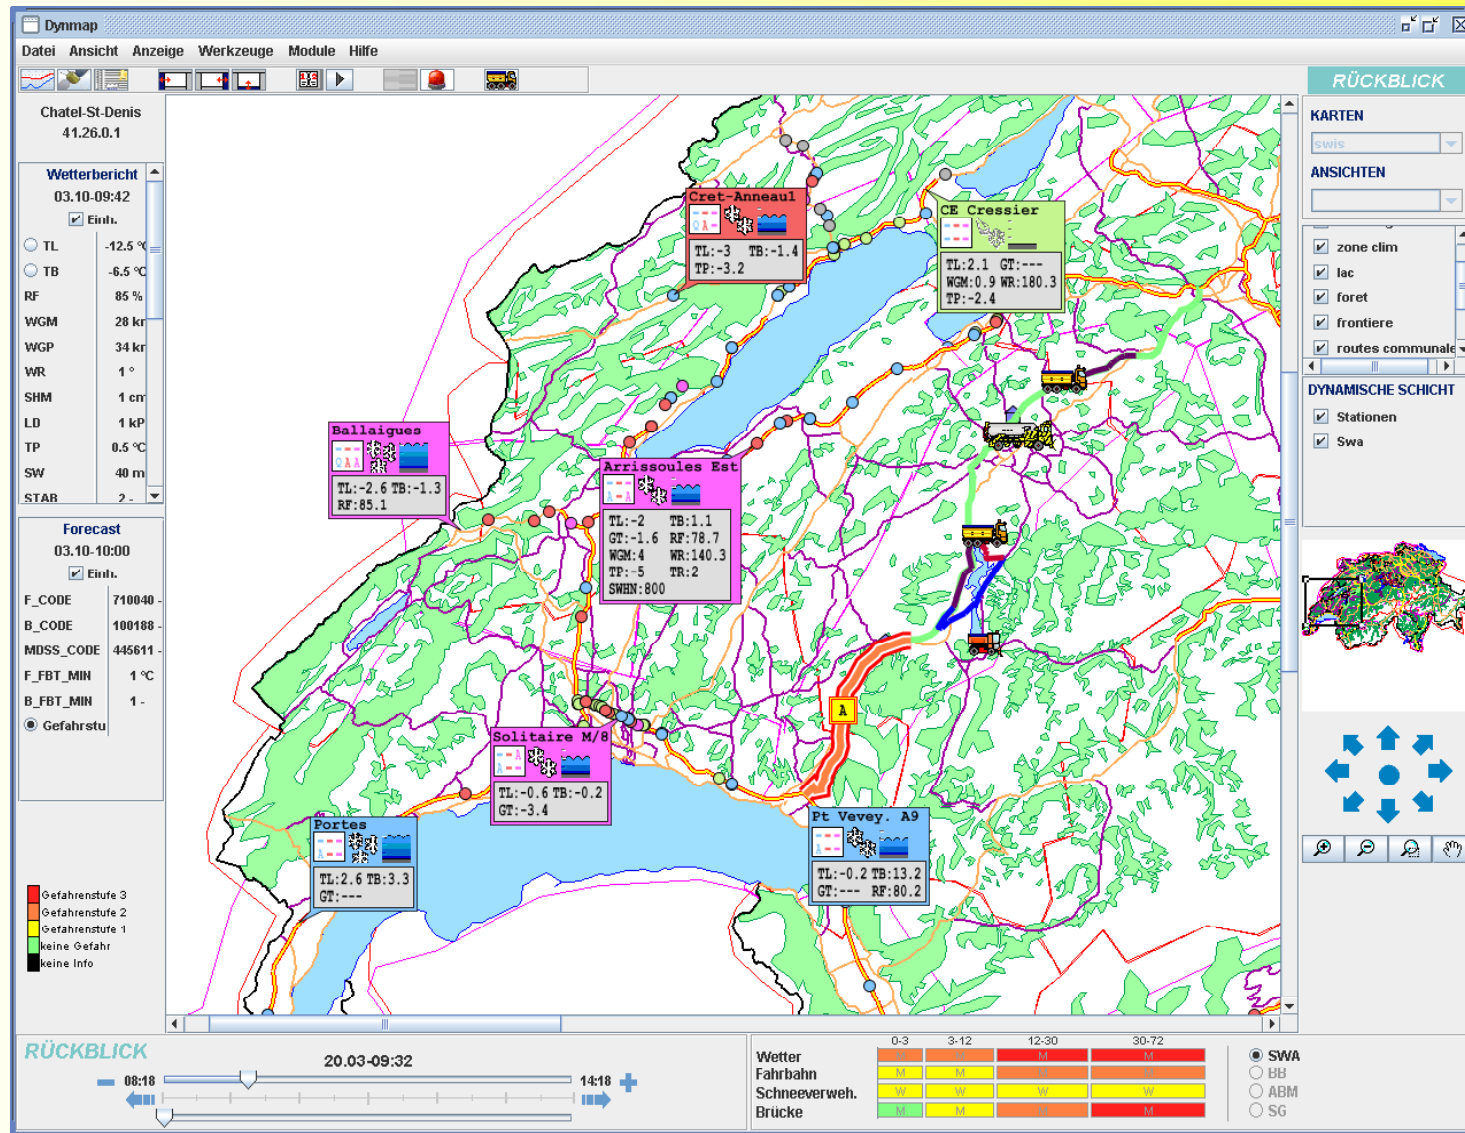 Dynmap
Datei Ansicht Anzeige Werkzeuge Module Hilfe
RÜCKBLICK
Chatel-St-Denis
41.26.0.1
Wetterbericht
03.10-09:42
Einh.
TL -12.5 °C
TB -6.5 °C
RF 85 %
WGM 28 kr
WGP 34 kr
WR 1 °
SHM 1 cm
LD 1 kP
TP 0.5 °C
SW 40 m
STAB 2 -
Forecast
03.10-10:00
Einh.
F_CODE 710040 -
B_CODE 100188 -
MDSS_CODE 445611 -
F_FBT_MIN 1 °C
B_FBT_MIN 1 -
Gefahrstu
Gefahrenstufe 3
Gefahrenstufe 2
Gefahrenstufe 1
keine Gefahr
keine Info
Cret-Anneaul
Q A -
TL:-3 TB:-1.4
TP:-3.2
CE Cressier
TL:2.1 GT:---
WGM:0.9 WR:180.3
TP:-2.4
Ballaigues
Q A A
TL:-2.6 TB:-1.3
RF:85.1
Arrissoules Est
A - A
TL:-2 TB:1.1
GT:-1.6 RF:78.7
WGM:4 WR:140.3
TP:-5 TR:2
SWHN:800
A
Solitaire M/8
A - -
TL:-0.6 TB:-0.2
GT:-3.4
Portes
A - -
TL:2.6 TB:3.3
GT:---
Pt Vevey. A9
A - -
TL:-0.2 TB:13.2
GT:--- RF:80.2
KARTEN
swis
ANSICHTEN
zone clim
lac
foret
frontiere
routes communale
DYNAMISCHE SCHICHT
Stationen
Swa
RÜCKBLICK
20.03-09:32
08:18 14:18
0-3 3-12 12-30 30-72
Wetter M M M M
Fahrbahn M M M M
Schneeverweh. W W W W
Brücke M M M M
SWA
BB
ABM
SG